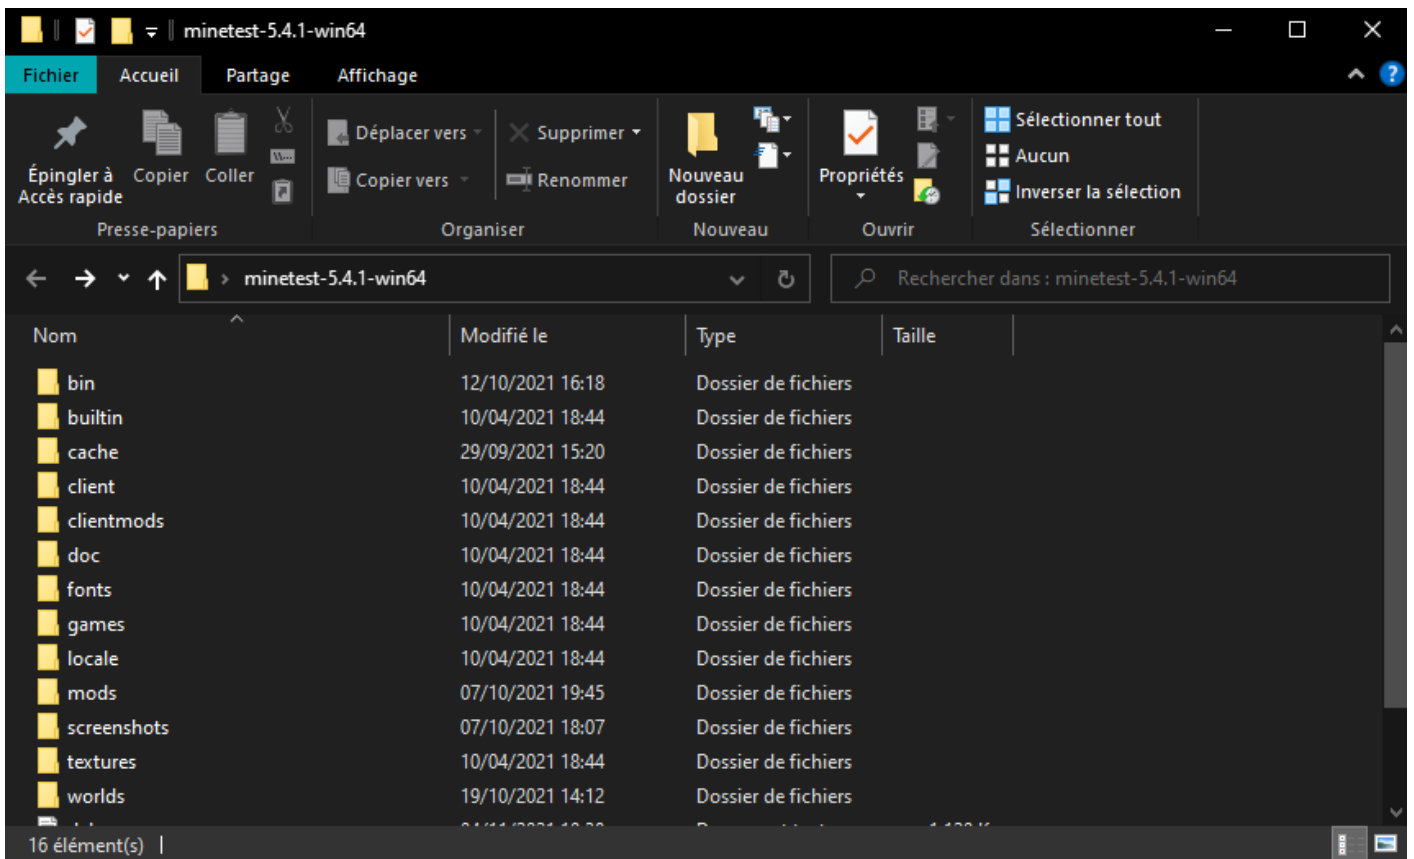 minetest-5.4.1-win64
Fichier Accueil Partage Affichage
Épingler à Accès rapide
Copier
Coller
Presse-papiers
Déplacer vers
Copier vers
Supprimer
Renommer
Organiser
Nouveau dossier
Nouveau
Propriétés
Ouvrir
Sélectionner tout
Aucun
Inverser la sélection
Sélectionner
minetest-5.4.1-win64
Rechercher dans : minetest-5.4.1-win64
Nom Modifié le Type Taille
bin 12/10/2021 16:18 Dossier de fichiers
builtin 10/04/2021 18:44 Dossier de fichiers
cache 29/09/2021 15:20 Dossier de fichiers
client 10/04/2021 18:44 Dossier de fichiers
clientmods 10/04/2021 18:44 Dossier de fichiers
doc 10/04/2021 18:44 Dossier de fichiers
fonts 10/04/2021 18:44 Dossier de fichiers
games 10/04/2021 18:44 Dossier de fichiers
locale 10/04/2021 18:44 Dossier de fichiers
mods 07/10/2021 19:45 Dossier de fichiers
screenshots 07/10/2021 18:07 Dossier de fichiers
textures 10/04/2021 18:44 Dossier de fichiers
worlds 19/10/2021 14:12 Dossier de fichiers
16 élément(s)